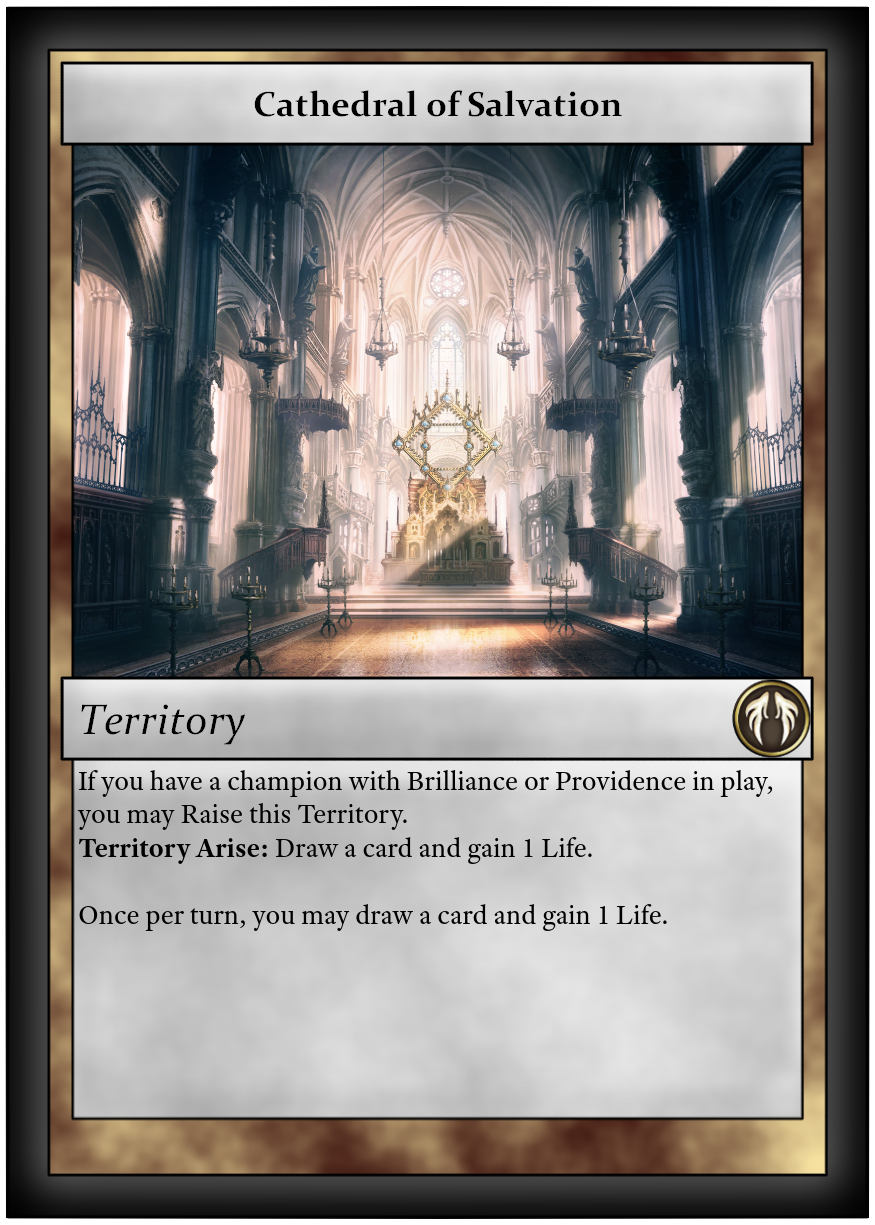 Cathedral of Salvation
Territory
If you have a champion with Brilliance or Providence in play,
you may Raise this Territory.
Territory Arise: Draw a card and gain 1 Life.
Once per turn, you may draw a card and gain 1 Life.